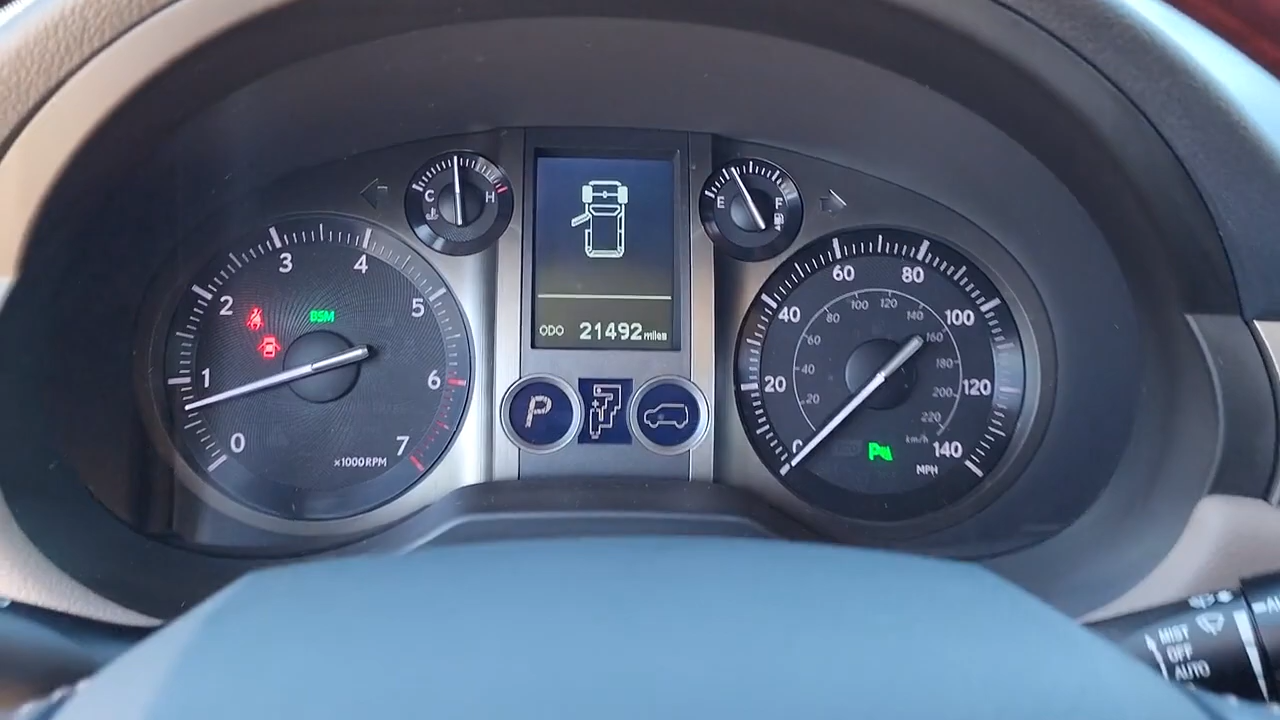 C H
E F
0 1 2 3 4 5 6 7
BSM
×1000RPM
ODO 21492 miles
P
0 20 40 60 80 100 120 140
20 40 60 80 100 120 140 160 180 200 220
km/h
MPH
MIST
OFF
AUTO